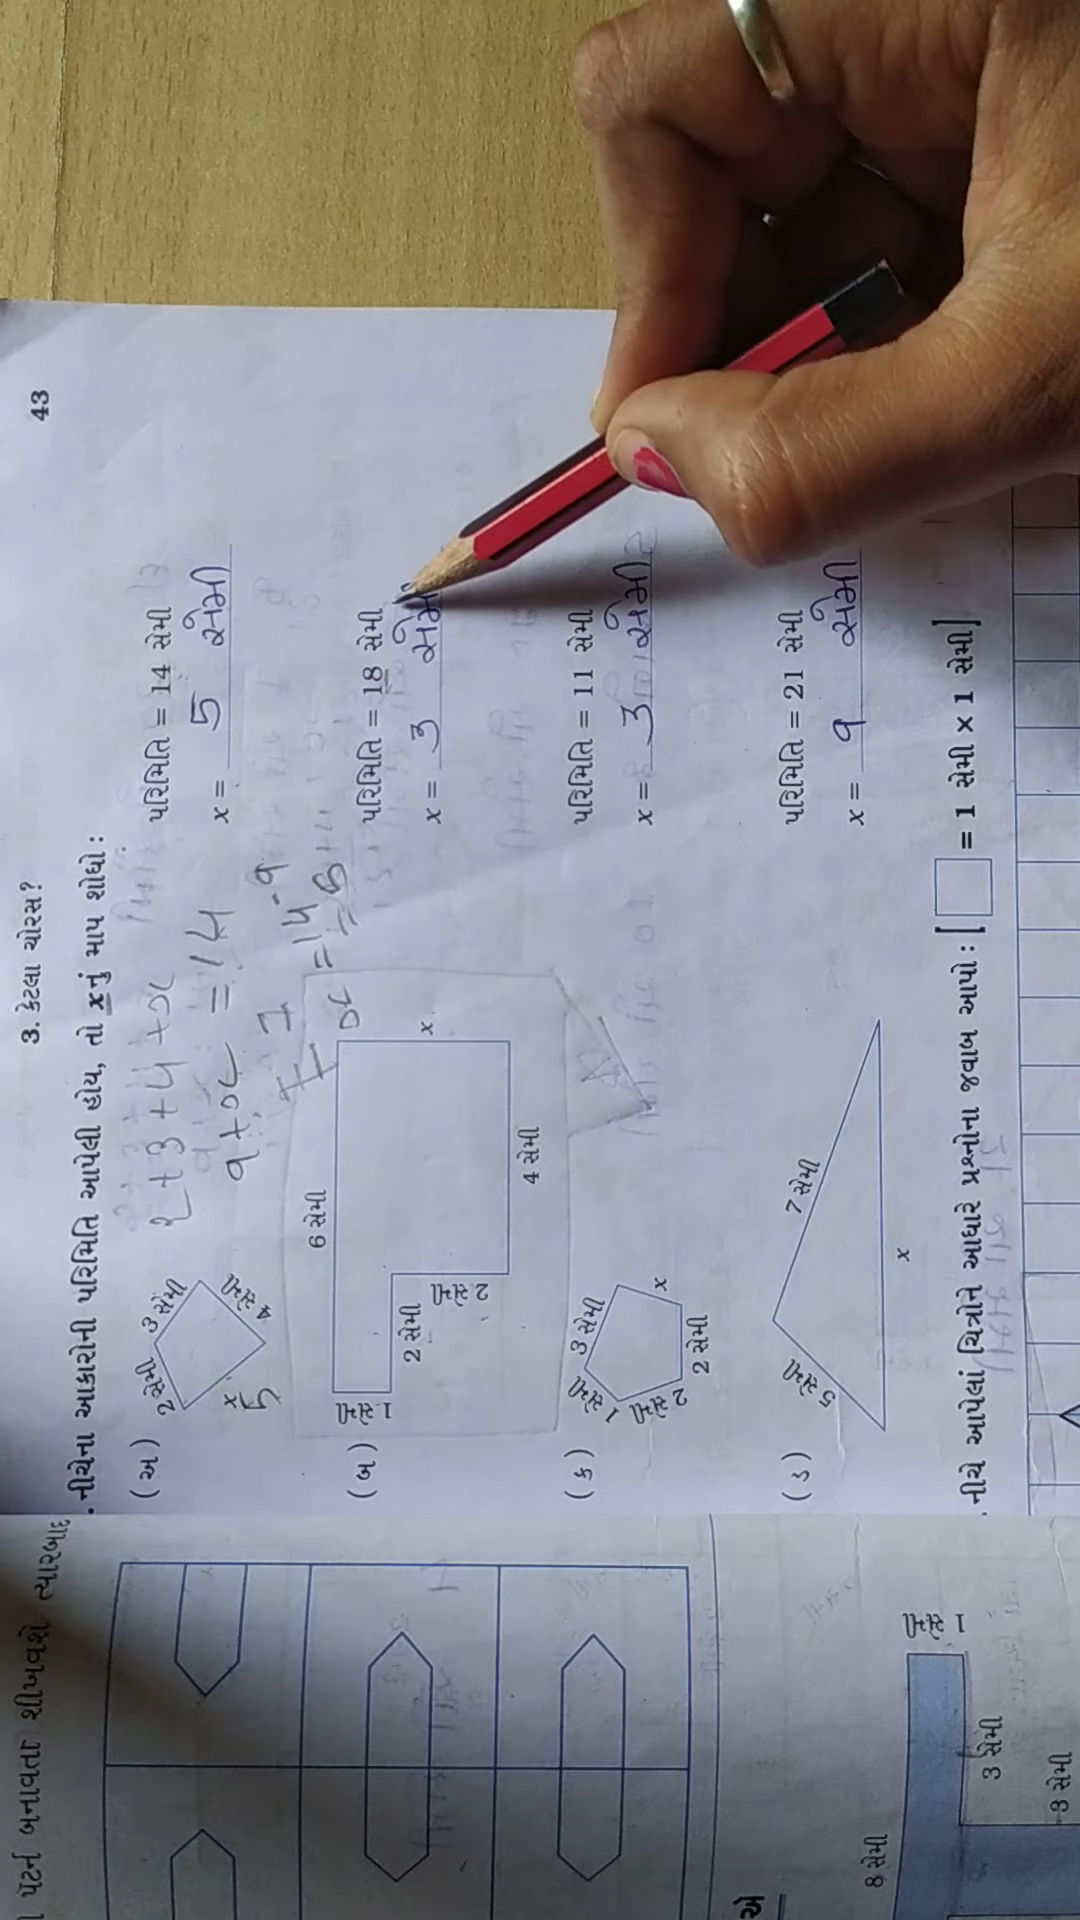 43
3. કેટલા ચોરસ?
. નીચેના આકારોની પરિમિતિ આપેલી હોય, તો x નું માપ શોધો :
(અ)
2 સેમી
3 સેમી
4 સેમી
x
5
2+3+4+x
9+x = 14
x = 14-9
પરિમિતિ = 14 સેમી
x = 5 સેમી
(બ)
6 સેમી
1 સેમી
2 સેમી
2 સેમી
4 સેમી
x
પરિમિતિ = 18 સેમી
x = 3 સેમી
(ક)
3 સેમી
1 સેમી
2 સેમી
2 સેમી
x
પરિમિતિ = 11 સેમી
x = 3 સેમી
(ડ)
7 સેમી
5 સેમી
x
પરિમિતિ = 21 સેમી
x = 9 સેમી
. નીચે આપેલાં ચિત્રોને આધારે પ્રશ્નોના જવાબ આપો : [ = 1 સેમી × 1 સેમી]
પૅટર્ન બનાવતા શીખવશે ત્યારબાદ
એ
8 સેમી
1 સેમી
3 સેમી
3 સેમી